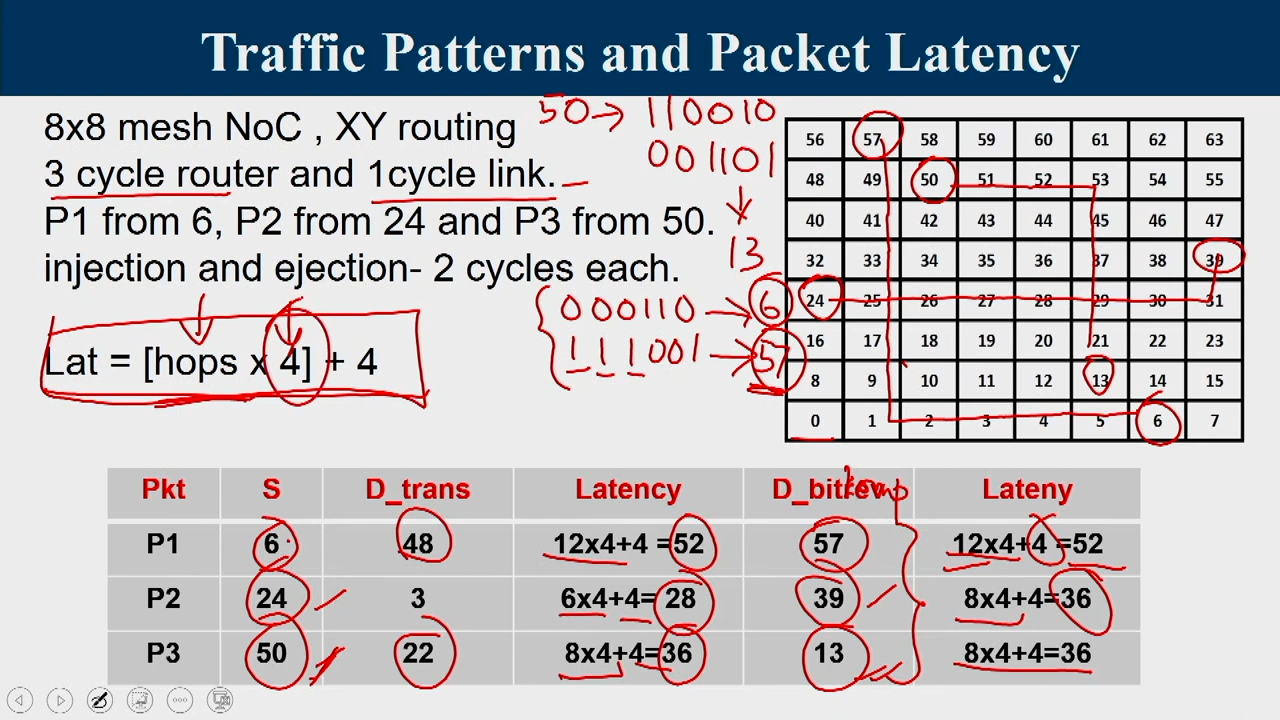 Traffic Patterns and Packet Latency
8x8 mesh NoC , XY routing
3 cycle router and 1cycle link.
P1 from 6, P2 from 24 and P3 from 50.
injection and ejection- 2 cycles each.
Lat = [hops x 4] + 4
50 → 110010
001101
13
000110 → 6
111001 → 57
56 57 58 59 60 61 62 63
48 49 50 51 52 53 54 55
40 41 42 43 44 45 46 47
32 33 34 35 36 37 38 39
24 25 26 27 28 29 30 31
16 17 18 19 20 21 22 23
8 9 10 11 12 13 14 15
0 1 2 3 4 5 6 7
comp
Pkt S D_trans Latency D_bitrev Lateny
P1 6 48 12x4+4 =52 57 12x4+4 =52
P2 24 3 6x4+4= 28 39 8x4+4=36
P3 50 22 8x4+4=36 13 8x4+4=36